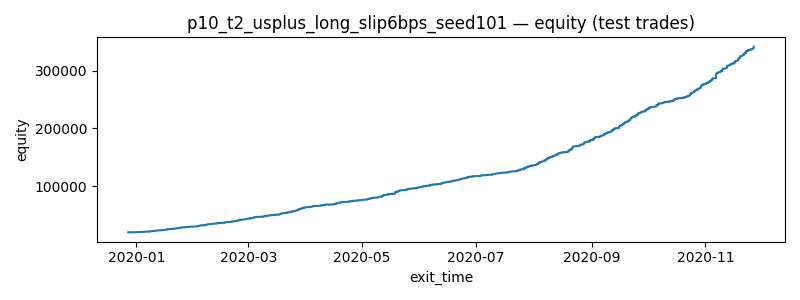 p10_t2_usplus_long_slip6bps_seed101 — equity (test trades)
300000
200000
100000
equity
2020-01 2020-03 2020-05 2020-07 2020-09 2020-11
exit_time